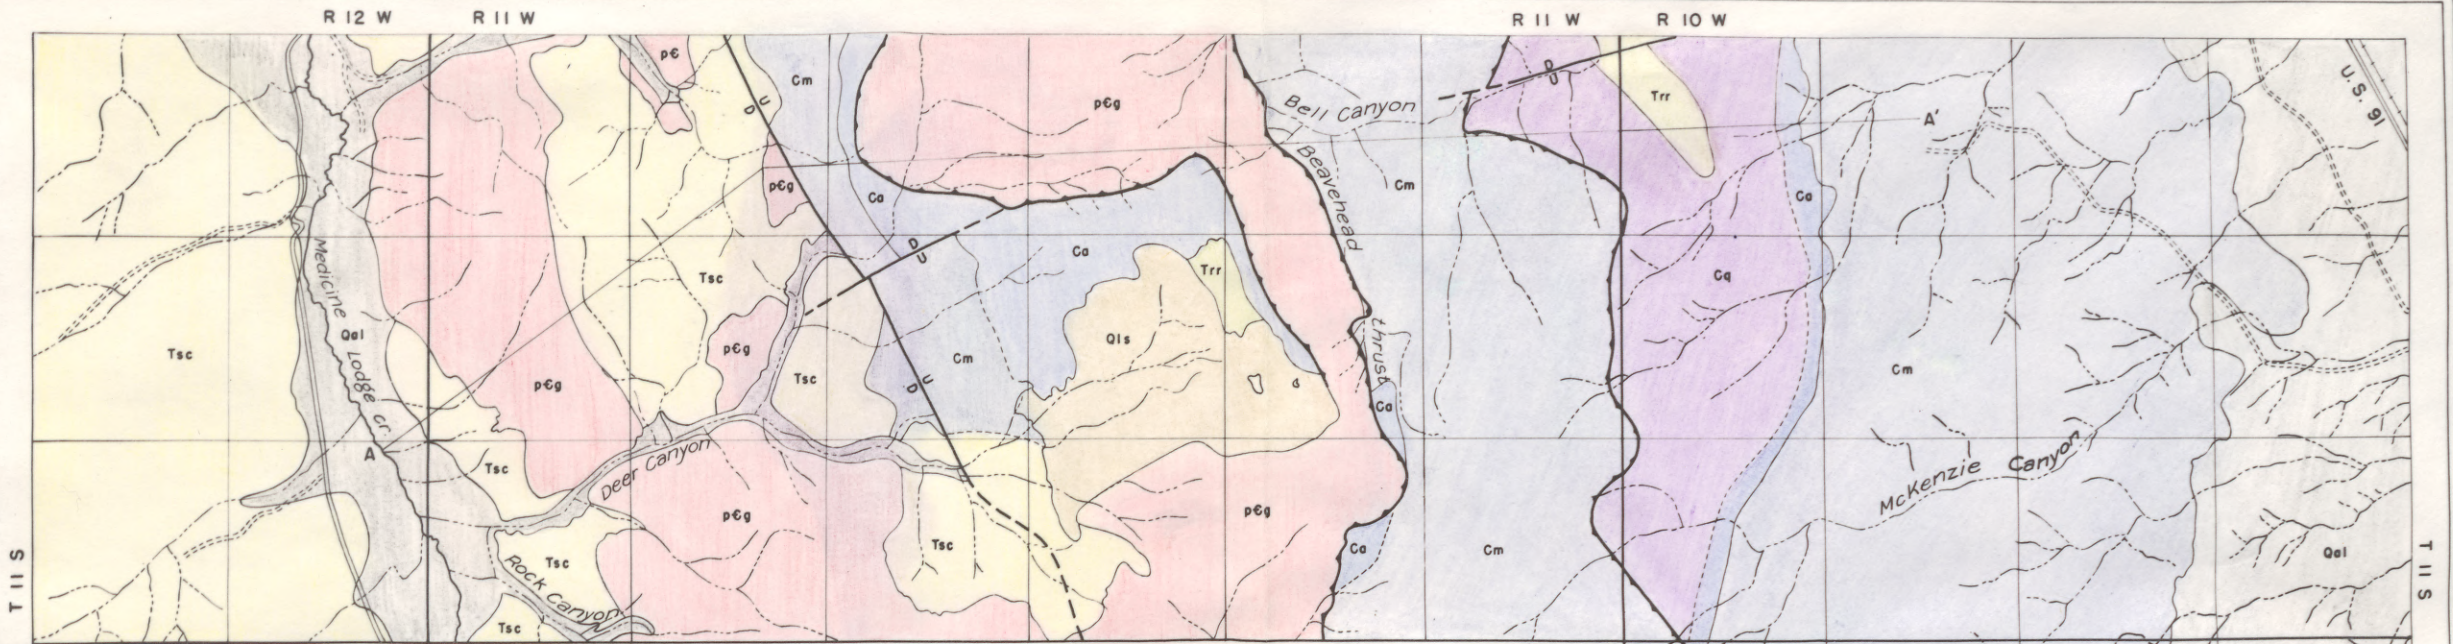 R 12 W
R 11 W
R 11 W
R 10 W
pЄ
Cm
pЄg
D
U
Trr
U.S. 91
U
D
Bell Canyon
A'
Beavehead
thrust
pЄg
Ca
Cm
Ca
D
U
Ca
Medicine
Lodge cr.
Tsc
Trr
Cq
Qal
Tsc
pЄg
Qls
Cm
Tsc
U
D
Cm
pЄg
Ca
A
Tsc
Deer Canyon
McKenzie Canyon
pЄg
pЄg
Tsc
Ca
Cm
Qal
Tsc
Rock Canyon
Tsc
T 11 S
T 11 S